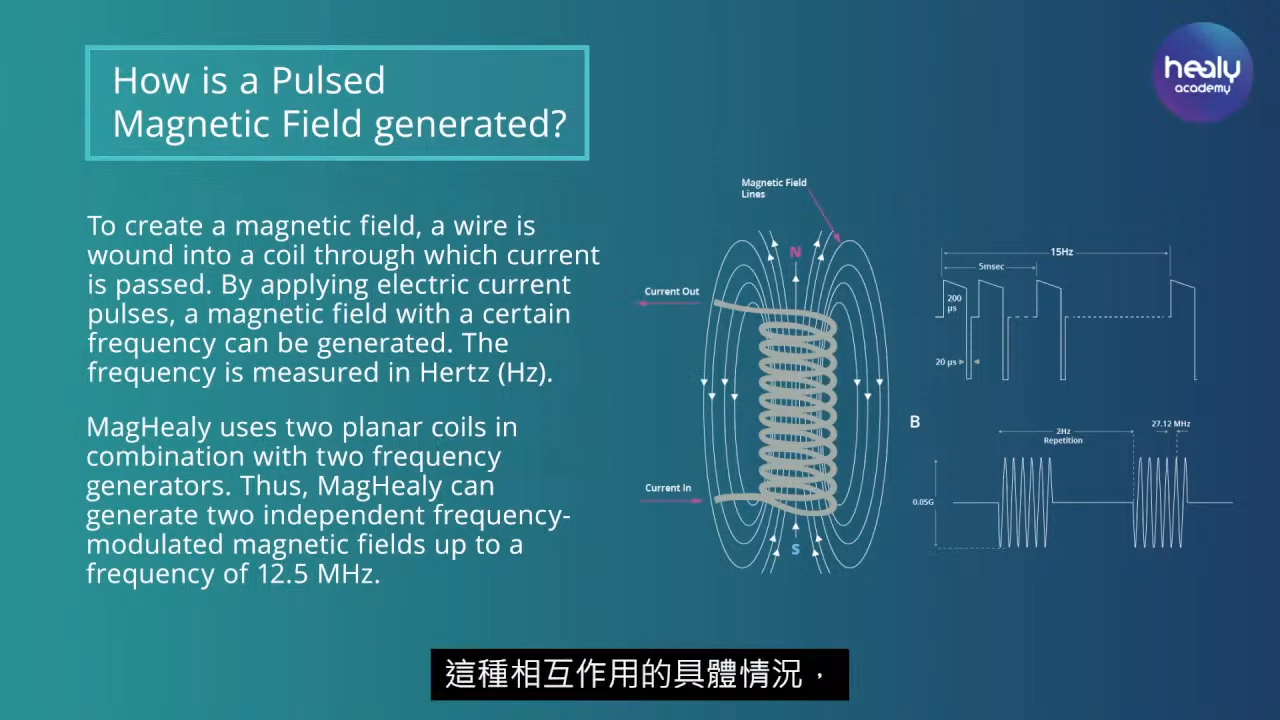 How is a Pulsed
Magnetic Field generated?
healy
academy
To create a magnetic field, a wire is
wound into a coil through which current
is passed. By applying electric current
pulses, a magnetic field with a certain
frequency can be generated. The
frequency is measured in Hertz (Hz).
MagHealy uses two planar coils in
combination with two frequency
generators. Thus, MagHealy can
generate two independent frequency-
modulated magnetic fields up to a
frequency of 12.5 MHz.
Magnetic Field
Lines
N
Current Out
Current In
S
15Hz
5msec
200
µs
20 µs
B
2Hz
Repetition
27.12 MHz
0.05G
這種相互作用的具體情況，